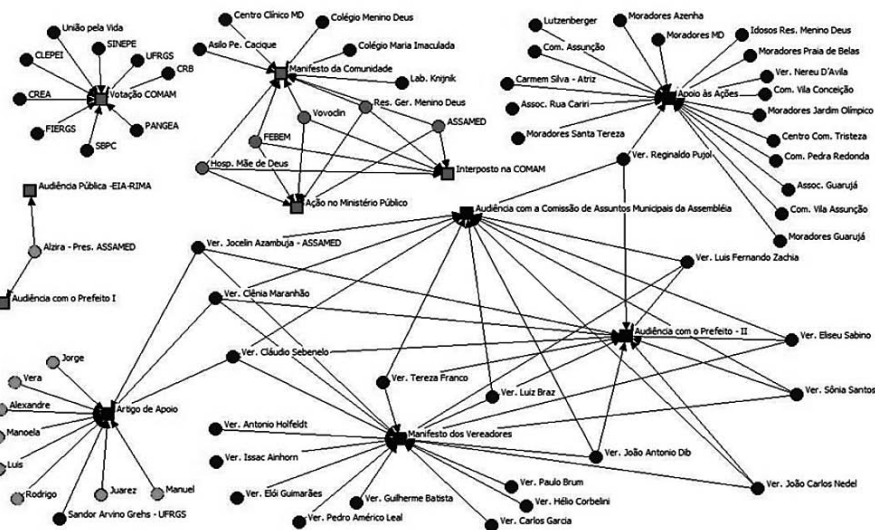 União pela Vida
SINEPE
CLEPEI
UFRGS
CRB
CREA
Votação COMAM
PANGEA
FIERGS
SBPC
Centro Clínico MD
Colégio Menino Deus
Asilo Pe. Cacique
Colégio Maria Imaculada
Manifesto da Comunidade
Lab. Knijnik
Res. Ger. Menino Deus
Vovocin
ASSAMED
FEBEM
Hosp. Mãe de Deus
Interposto na COMAM
Ação no Ministério Público
Lutzenberger
Moradores Azenha
Idosos Res. Menino Deus
Moradores MD
Com. Assunção
Moradores Praia de Belas
Carmem Silva - Atriz
Ver. Nereu D'Avila
Com. Vila Conceição
Apoio às Ações
Assoc. Rua Cariri
Moradores Jardim Olímpico
Moradores Santa Tereza
Centro Com. Tristeza
Com. Pedra Redonda
Ver. Reginaldo Pujol
Assoc. Guarujá
Com. Vila Assunção
Moradores Guarujá
Audiência Pública -EIA-RIMA
Alzira - Pres. ASSAMED
Audiência com o Prefeito I
Audiência com a Comissão de Assuntos Municipais da Assembléia
Ver. Jocelin Azambuja - ASSAMED
Ver. Luis Fernando Zachia
Ver. Clênia Maranhão
Audiência com o Prefeito - II
Ver. Eliseu Sabino
Ver. Cláudio Sebenelo
Ver. Tereza Franco
Ver. Luiz Braz
Ver. Sônia Santos
Jorge
Vera
Alexandre
Artigo de Apoio
Manoela
Luis
Rodrigo
Juarez
Manuel
Sandor Arvino Grehs - UFRGS
Ver. Antonio Holfeldt
Manifesto dos Vereadores
Ver. Issac Ainhorn
Ver. João Antonio Dib
Ver. Elói Guimarães
Ver. Guilherme Batista
Ver. Paulo Brum
Ver. João Carlos Nedel
Ver. Hélio Corbelini
Ver. Pedro Américo Leal
Ver. Carlos Garcia